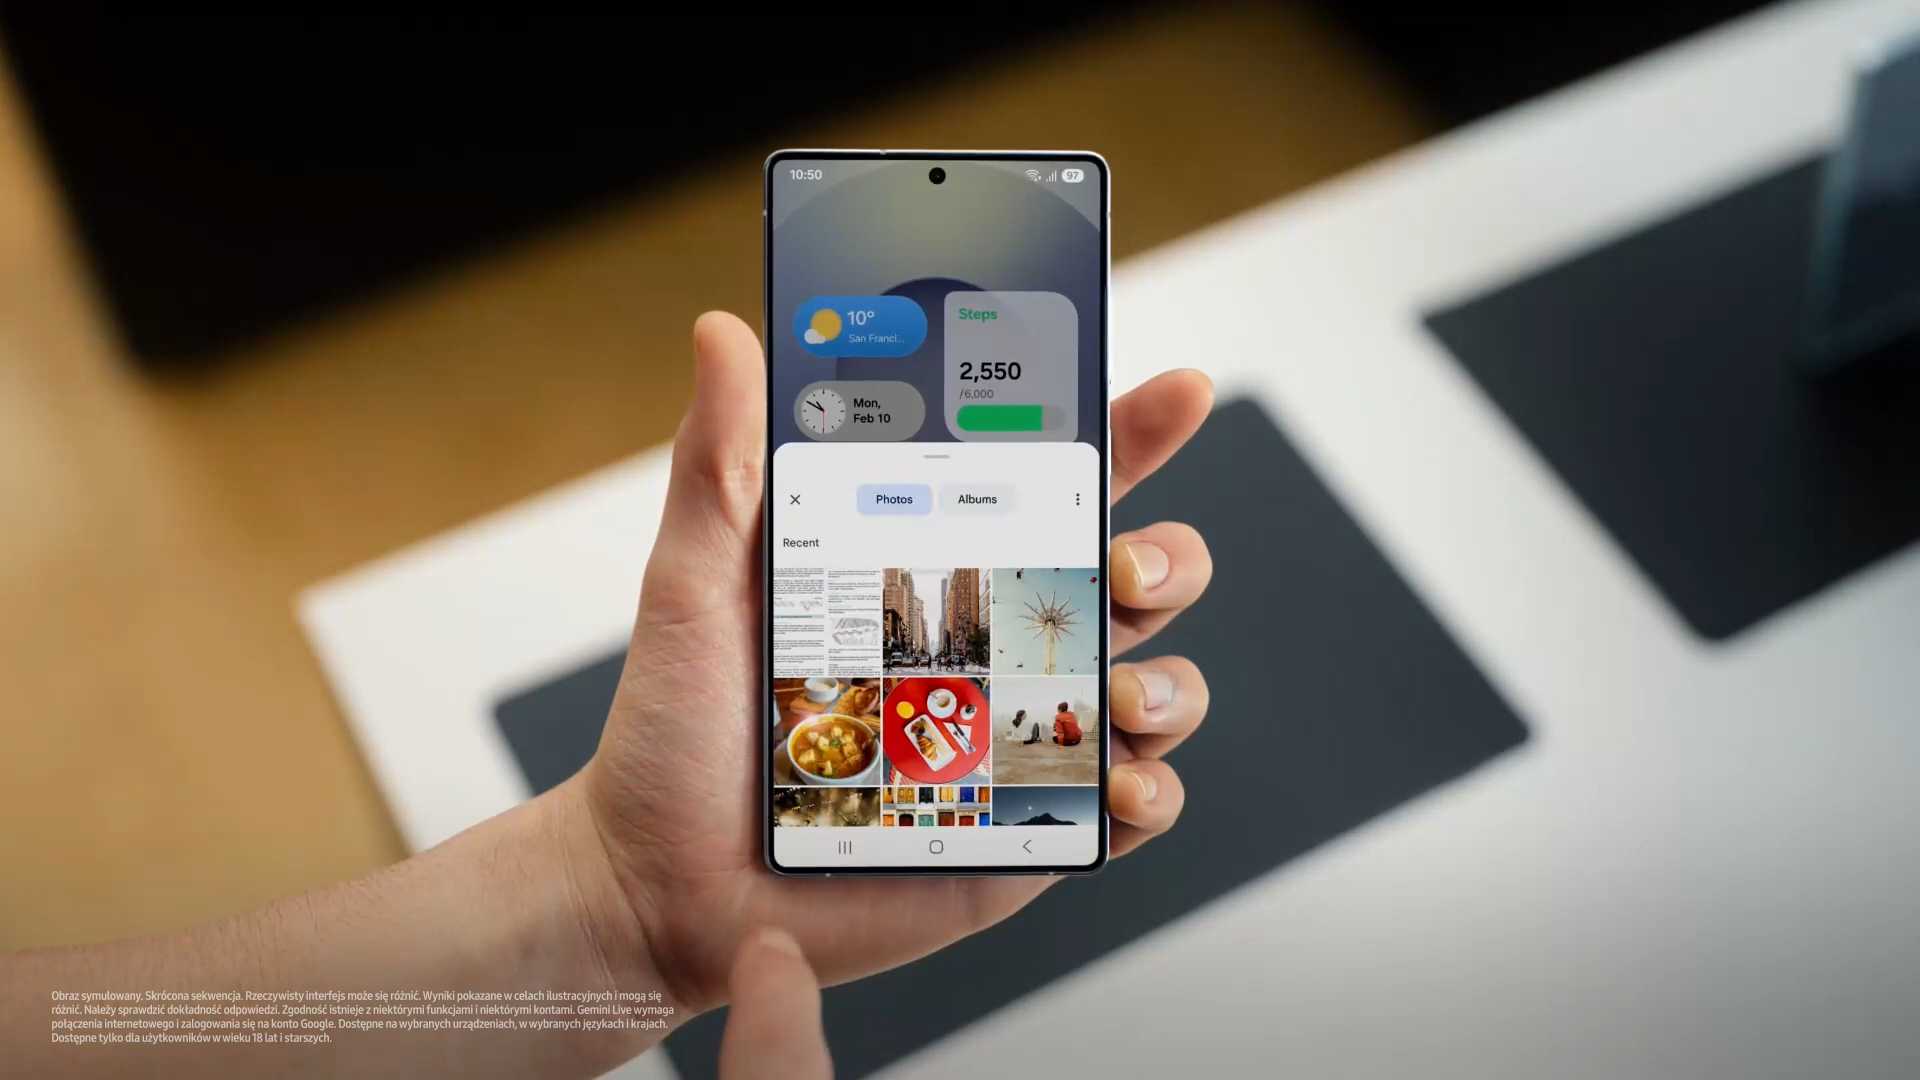 10:50
97
10°
San Franci...
Steps
2,550
/6,000
Mon,
Feb 10
Photos
Albums
Recent
Obraz symulowany. Skrócona sekwencja. Rzeczywisty interfejs może się różnić. Wyniki pokazane w celach ilustracyjnych i mogą się
różnić. Należy sprawdzić dokładność odpowiedzi. Zgodność istnieje z niektórymi funkcjami i niektórymi kontami. Gemini Live wymaga
połączenia internetowego i zalogowania się na konto Google. Dostępne na wybranych urządzeniach, w wybranych językach i krajach.
Dostępne tylko dla użytkowników w wieku 18 lat i starszych.